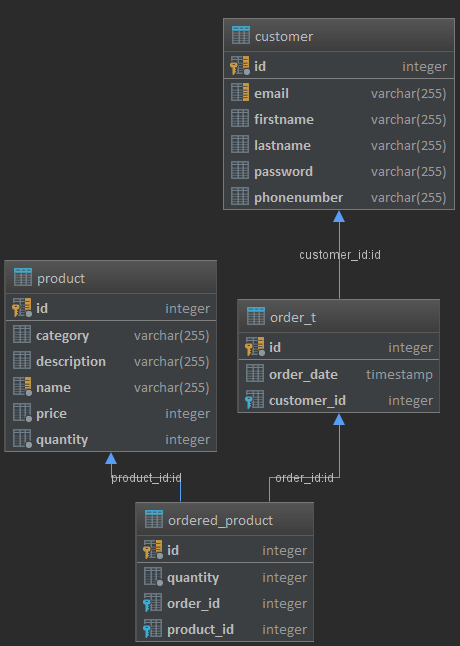 customer
id integer
email varchar(255)
firstname varchar(255)
lastname varchar(255)
password varchar(255)
phonenumber varchar(255)
customer_id:id
product
id integer
category varchar(255)
description varchar(255)
name varchar(255)
price integer
quantity integer
order_t
id integer
order_date timestamp
customer_id integer
product_id:id
order_id:id
ordered_product
id integer
quantity integer
order_id integer
product_id integer